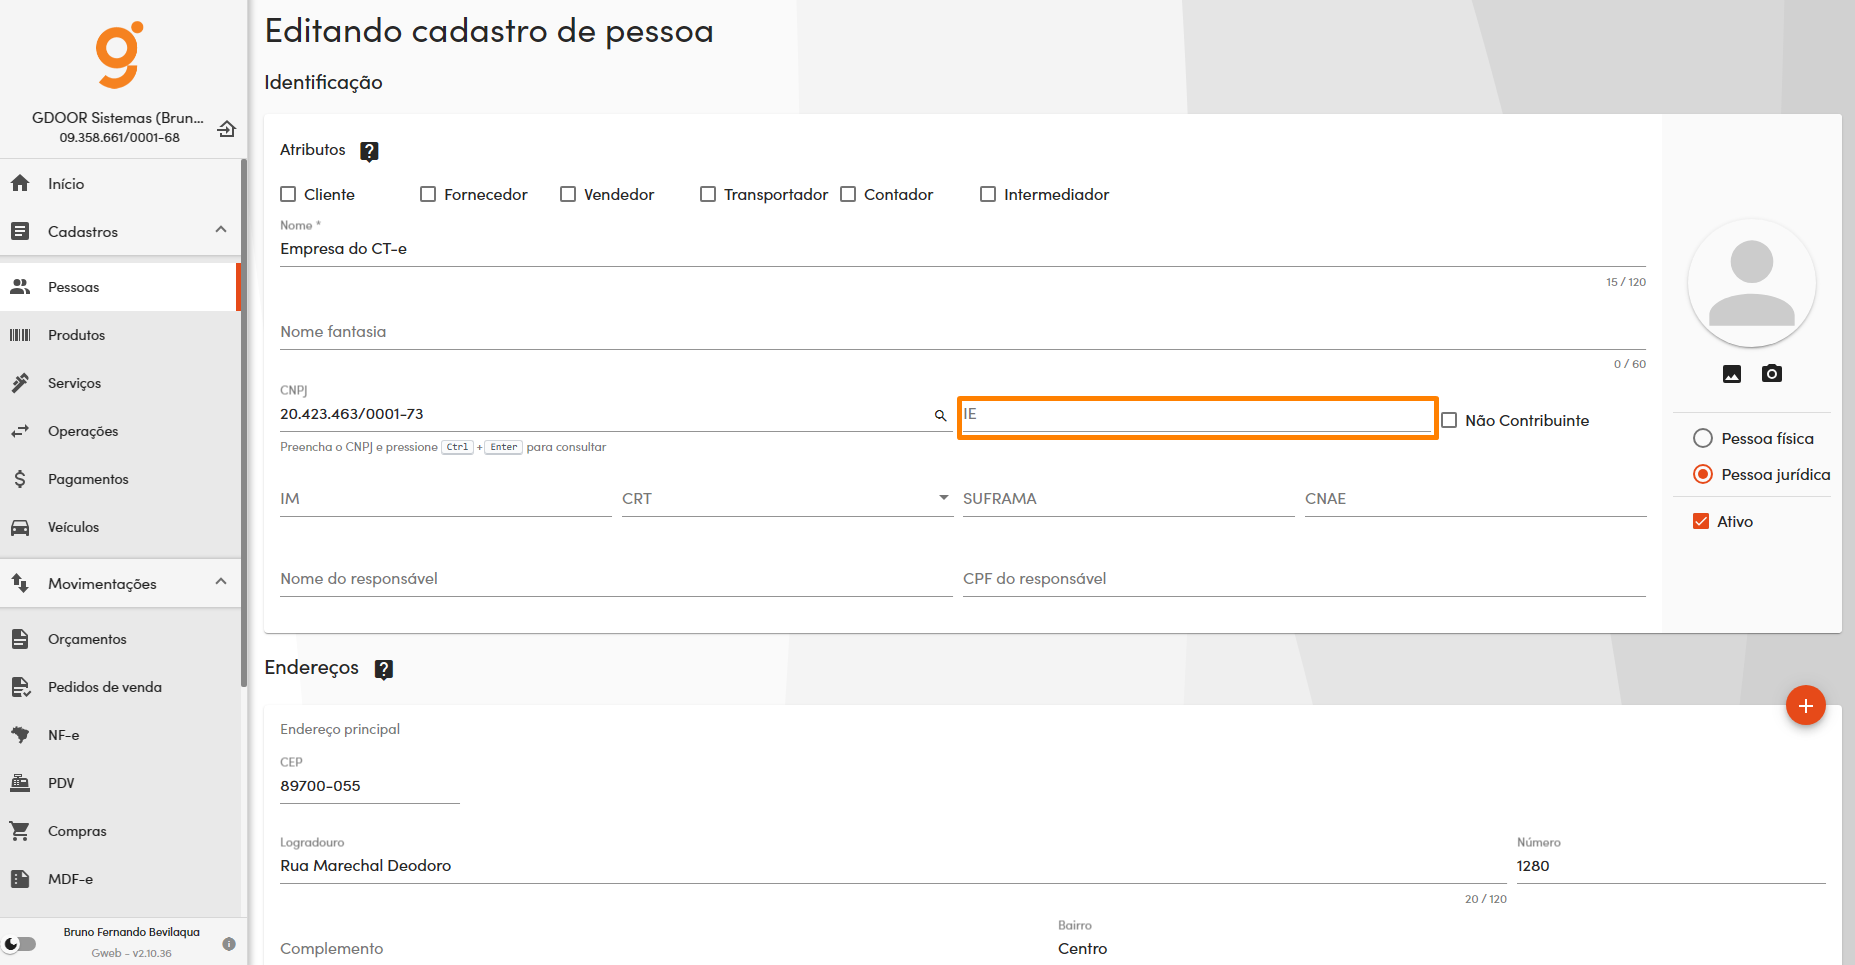 GDOOR Sistemas (Brun...
09.358.661/0001-68
Início
Cadastros
Pessoas
Produtos
Serviços
Operações
Pagamentos
Veículos
Movimentações
Orçamentos
Pedidos de venda
NF-e
PDV
Compras
MDF-e
Bruno Fernando Bevilaqua
Gweb - v2.10.36
Editando cadastro de pessoa
Identificação
Atributos ?
Cliente Fornecedor Vendedor Transportador Contador Intermediador
Nome *
Empresa do CT-e
15 / 120
Nome fantasia
0 / 60
CNPJ
20.423.463/0001-73 IE Não Contribuinte
Preencha o CNPJ e pressione Ctrl + Enter para consultar
IM CRT SUFRAMA CNAE
Nome do responsável CPF do responsável
Pessoa física
Pessoa jurídica
Ativo
Endereços ?
Endereço principal
CEP
89700-055
Logradouro Número
Rua Marechal Deodoro 1280
20 / 120
Bairro
Complemento Centro